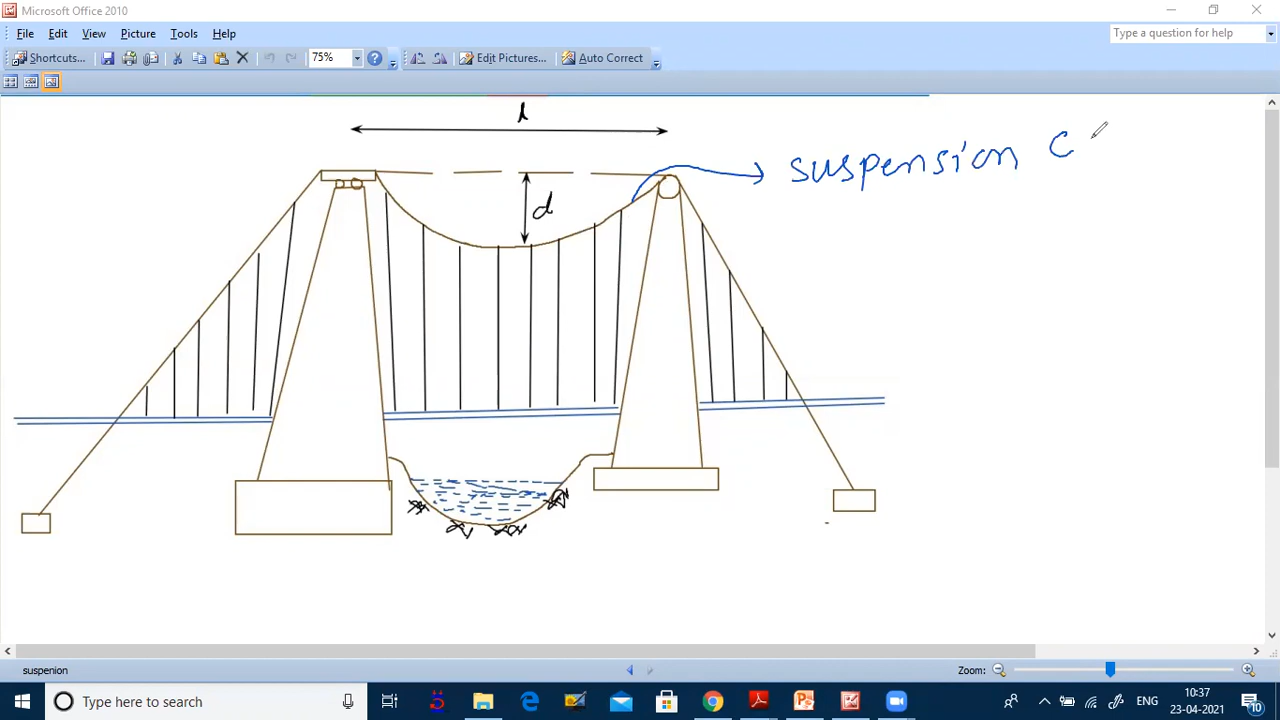 Microsoft Office 2010
File Edit View Picture Tools Help
Type a question for help
Shortcuts... 75% Edit Pictures... Auto Correct
l
suspension C
d
suspenion
Zoom:
Type here to search
ENG
10:37
23-04-2021
10